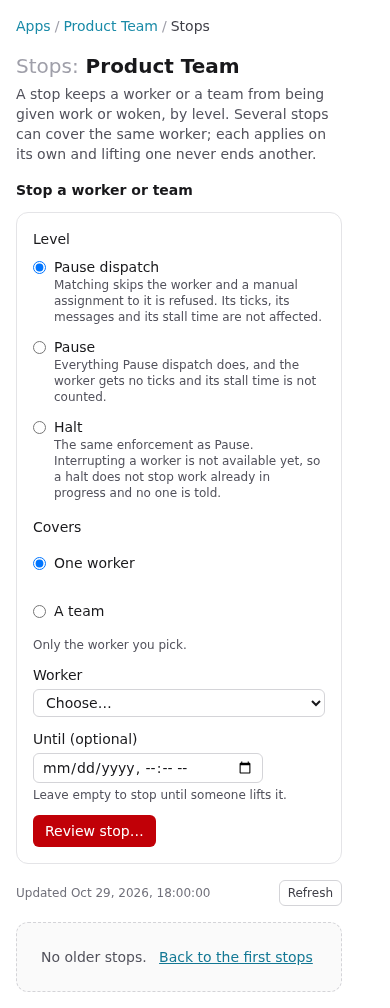 Apps / Product Team / Stops
Stops: Product Team
A stop keeps a worker or a team from being
given work or woken, by level. Several stops
can cover the same worker; each applies on
its own and lifting one never ends another.
Stop a worker or team
Level
Pause dispatch
Matching skips the worker and a manual
assignment to it is refused. Its ticks, its
messages and its stall time are not affected.
Pause
Everything Pause dispatch does, and the
worker gets no ticks and its stall time is not
counted.
Halt
The same enforcement as Pause.
Interrupting a worker is not available yet, so
a halt does not stop work already in
progress and no one is told.
Covers
One worker
A team
Only the worker you pick.
Worker
Choose...
Until (optional)
mm/dd/yyyy, --:-- --
Leave empty to stop until someone lifts it.
Review stop...
Updated Oct 29, 2026, 18:00:00
Refresh
No older stops. Back to the first stops